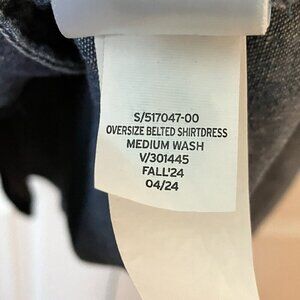 S/517047-00
OVERSIZE BELTED SHIRTDRESS
MEDIUM WASH
V/301445
FALL'24
04/24